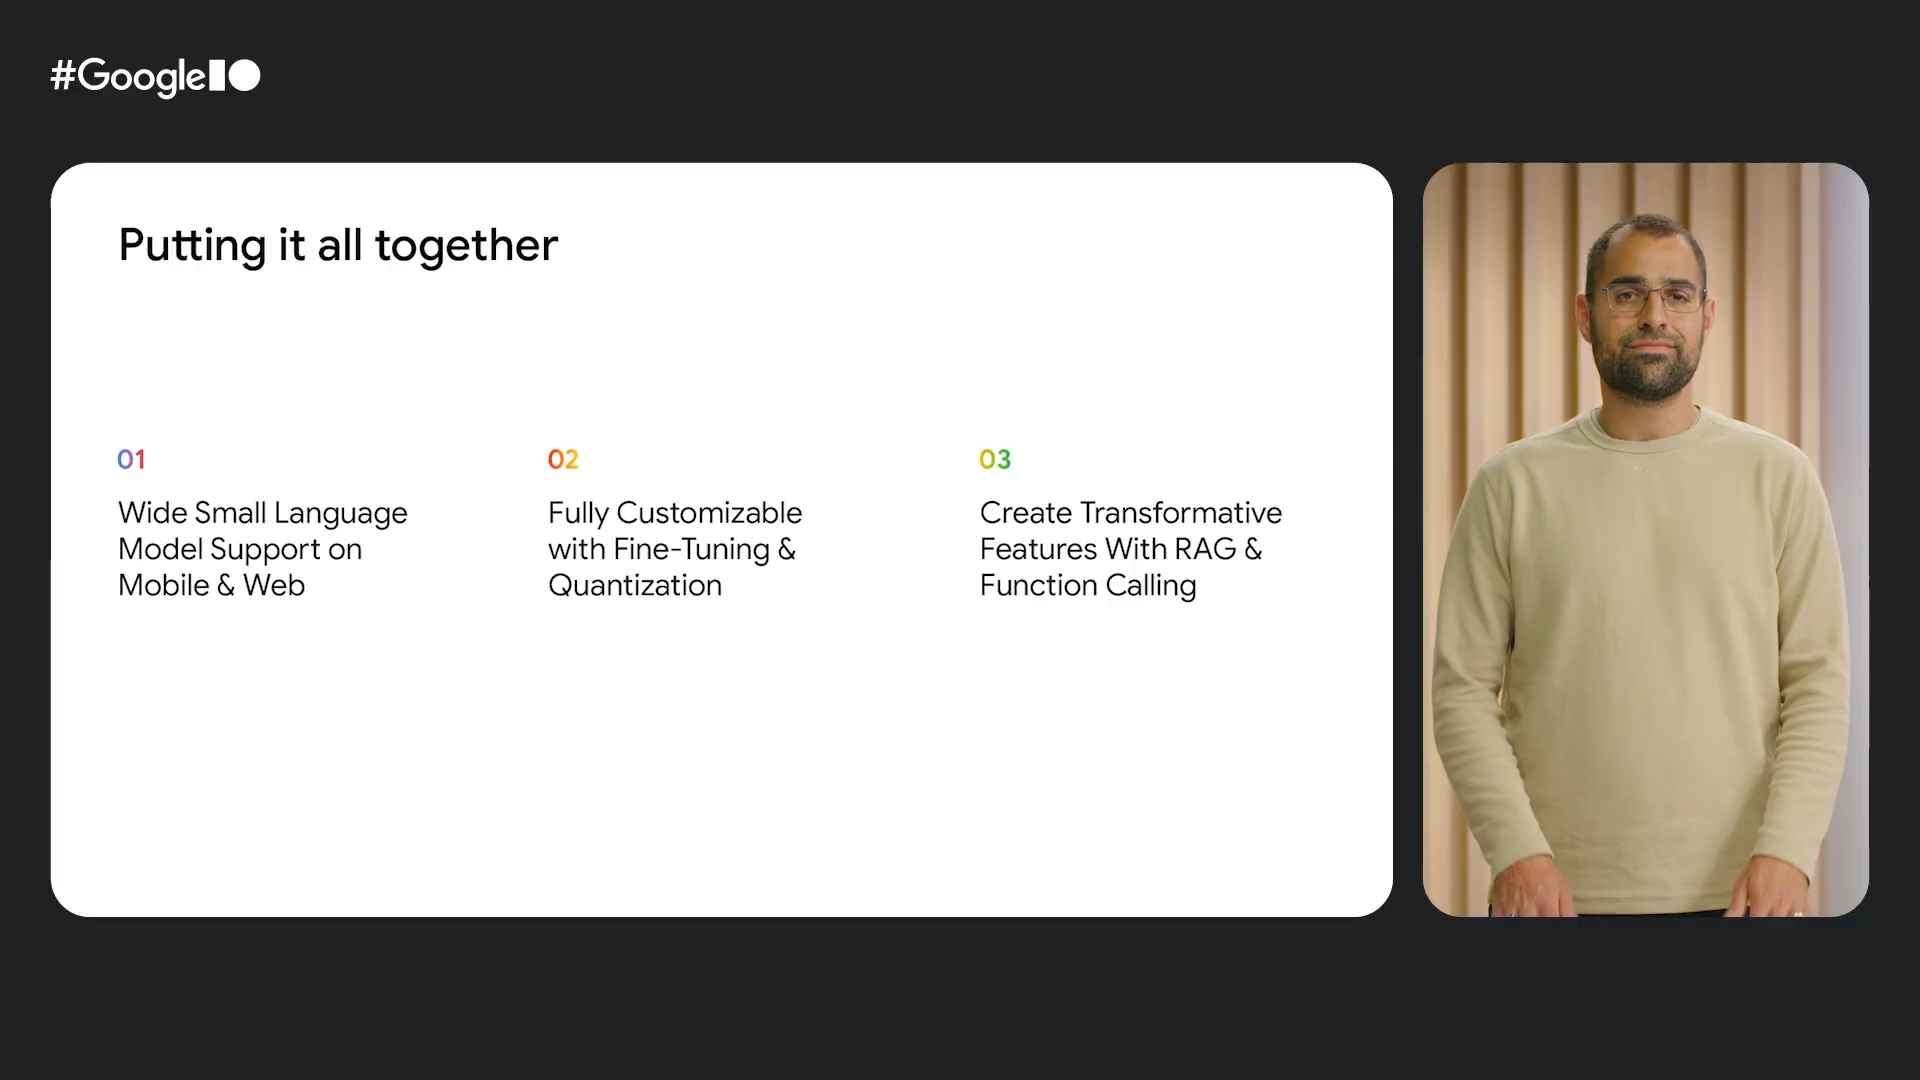 #GoogleIO
Putting it all together
01
Wide Small Language
Model Support on
Mobile & Web
02
Fully Customizable
with Fine-Tuning &
Quantization
03
Create Transformative
Features With RAG &
Function Calling